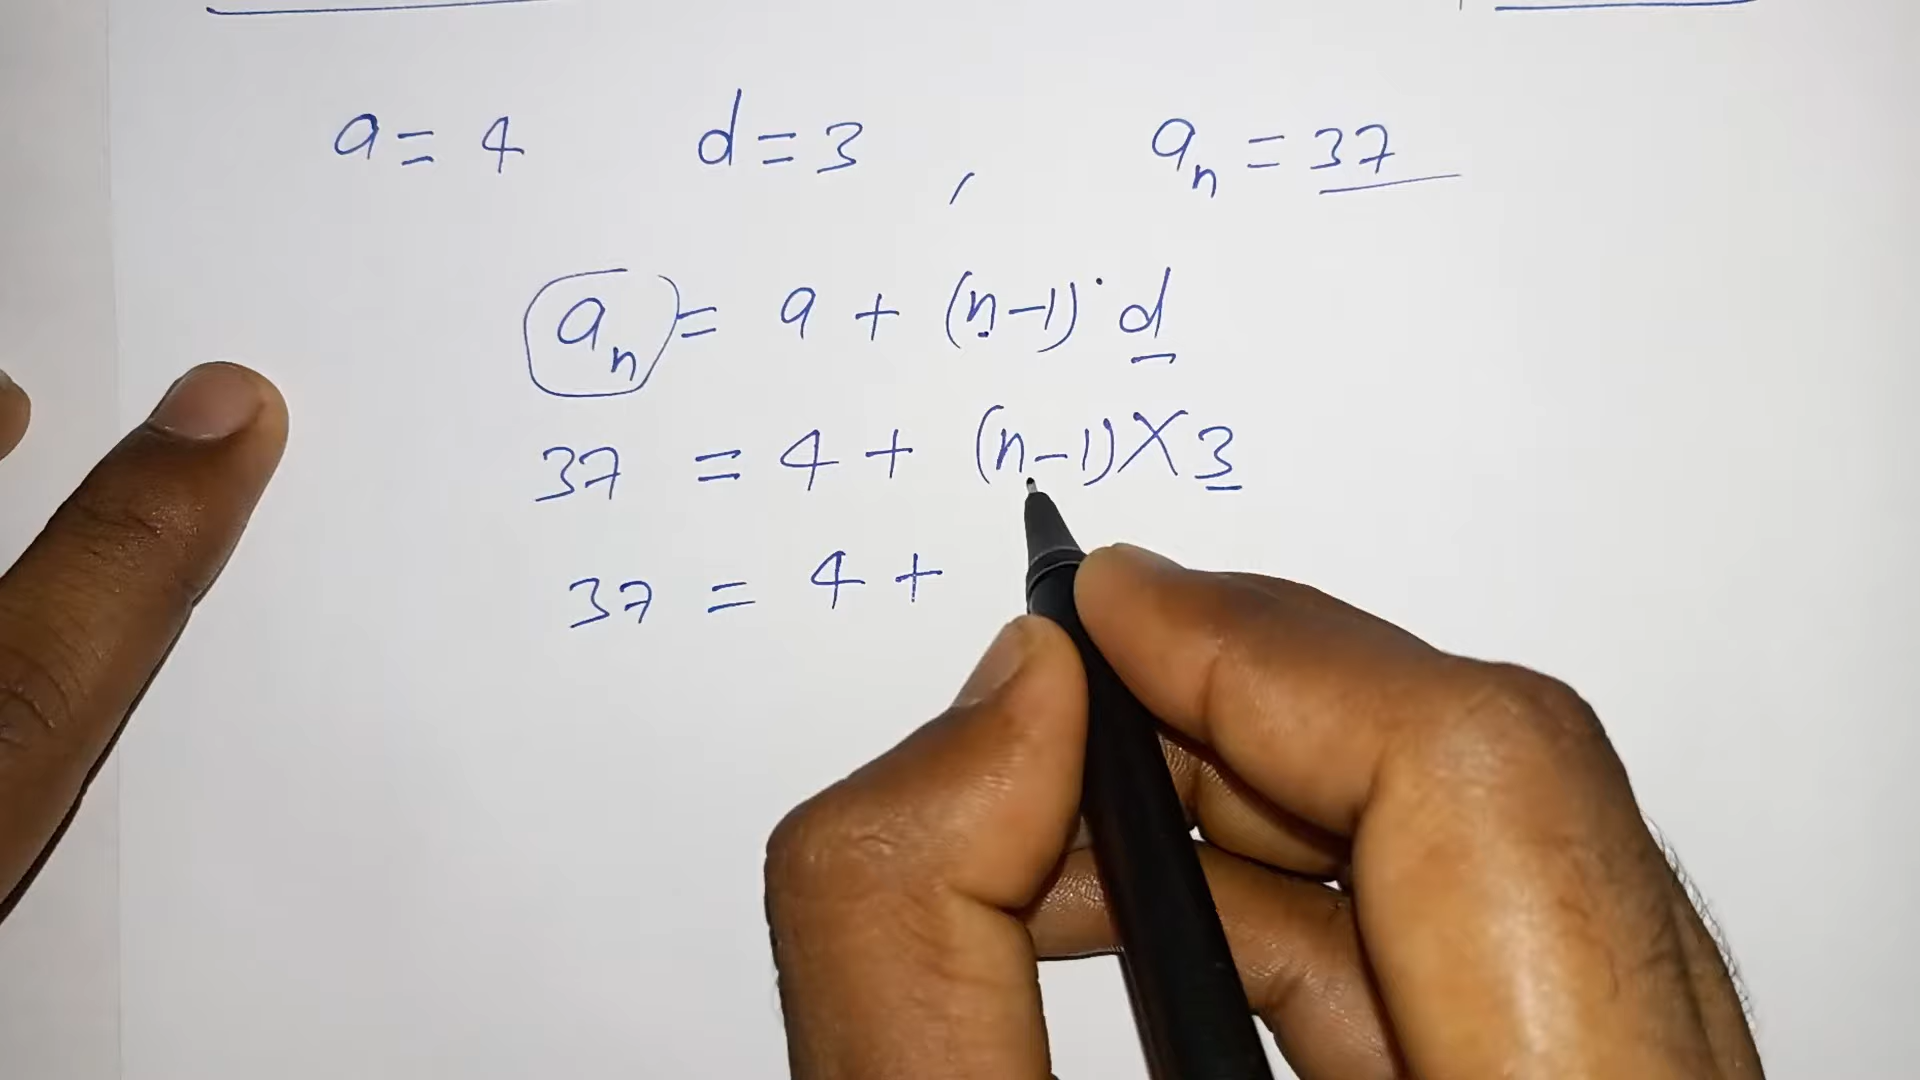 a = 4 d = 3 , aₙ = 37
aₙ = a + (n-1) · d
37 = 4 + (n-1) × 3
37 = 4 +